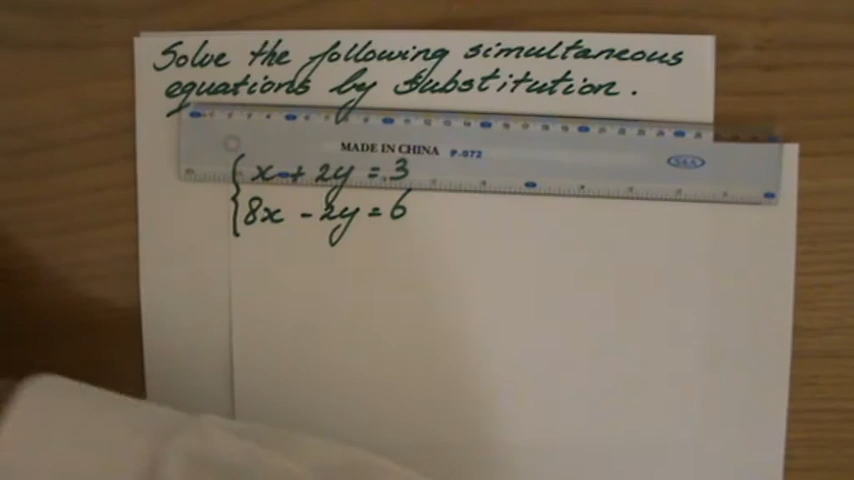 Solve the following simultaneous
equations by substitution.
MADE IN CHINA P.072
x + 2y = 3
8x - 2y = 6